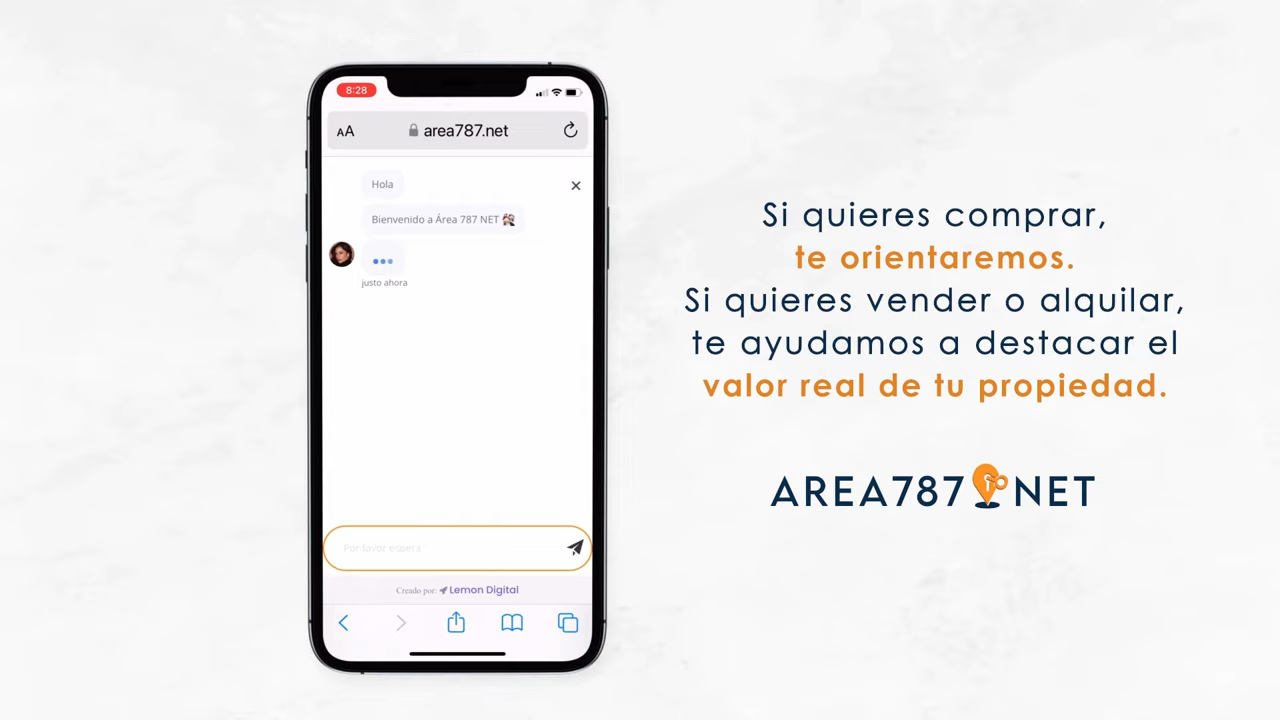 8:28
AA
area787.net
Hola
Bienvenido a Área 787 NET
justo ahora
Por favor espera
Creado por: Lemon Digital
Si quieres comprar,
te orientaremos.
Si quieres vender o alquilar,
te ayudamos a destacar el
valor real de tu propiedad.
AREA787 NET